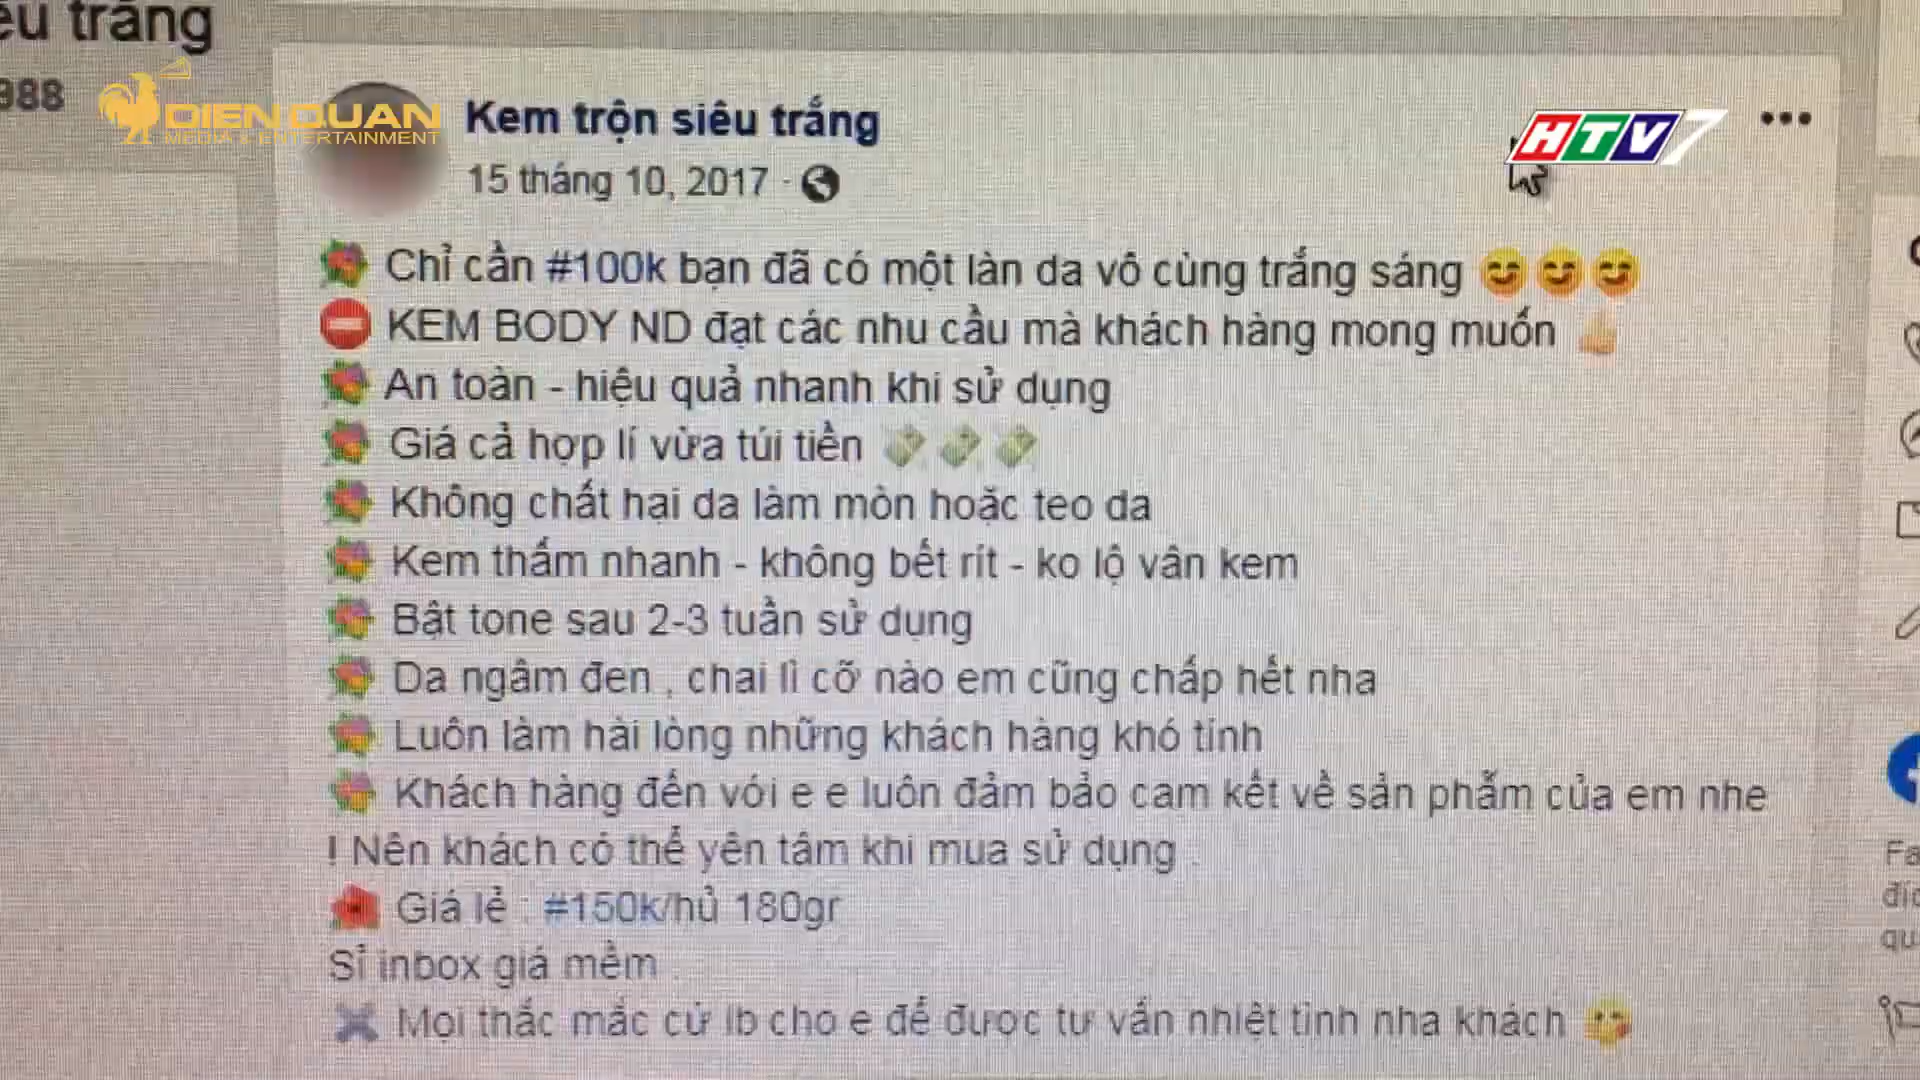 êu trắng
988
DIEN QUAN
MEDIA & ENTERTAINMENT
Kem trộn siêu trắng
15 tháng 10, 2017
HTV7
Chỉ cần #100k bạn đã có một làn da vô cùng trắng sáng
KEM BODY ND đạt các nhu cầu mà khách hàng mong muốn
An toàn - hiệu quả nhanh khi sử dụng
Giá cả hợp lí vừa túi tiền
Không chất hại da làm mòn hoặc teo da
Kem thấm nhanh - không bết rít - ko lộ vân kem
Bật tone sau 2-3 tuần sử dụng
Da ngâm đen , chai lì cỡ nào em cũng chấp hết nha
Luôn làm hài lòng những khách hàng khó tính
Khách hàng đến với e e luôn đảm bảo cam kết về sản phẩm của em nhe
! Nên khách có thể yên tâm khi mua sử dụng .
Giá lẻ : #150k/hủ 180gr
Sỉ inbox giá mềm .
Mọi thắc mắc cứ ib cho e để được tư vấn nhiệt tình nha khách
Fa
đíc
qu